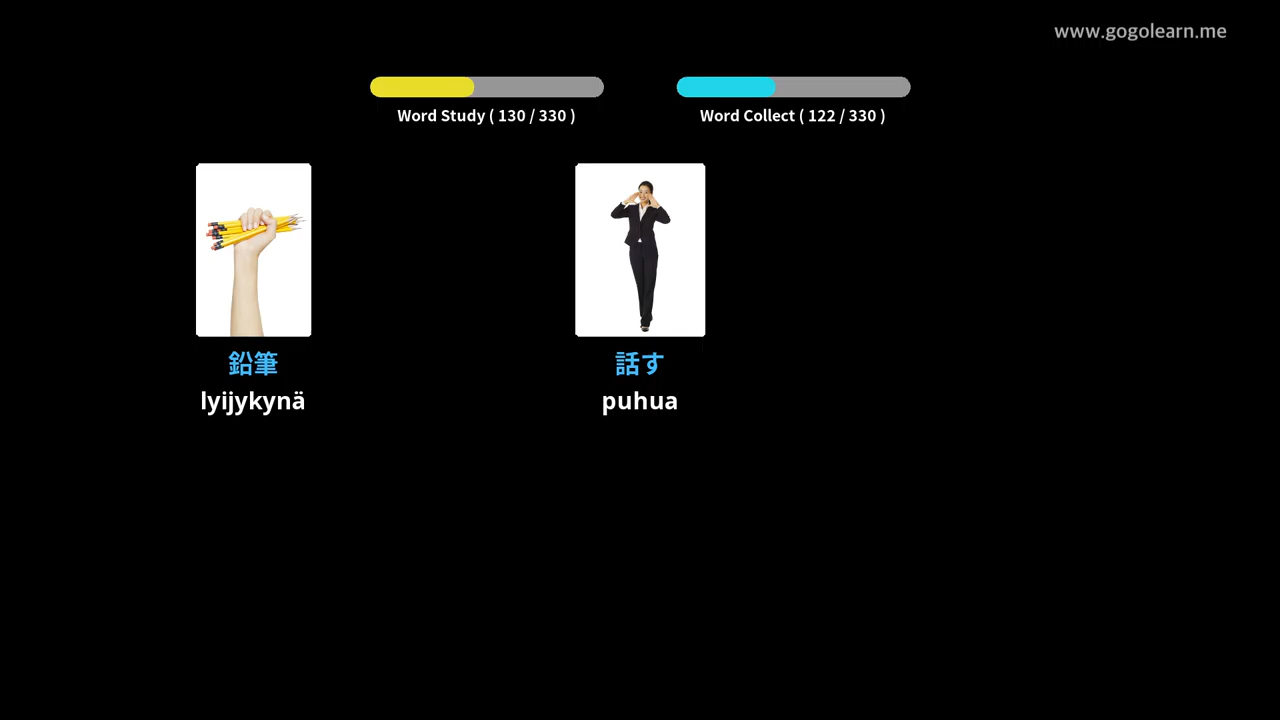 www.gogolearn.me
Word Study ( 130 / 330 )
Word Collect ( 122 / 330 )
鉛筆
lyijykynä
話す
puhua